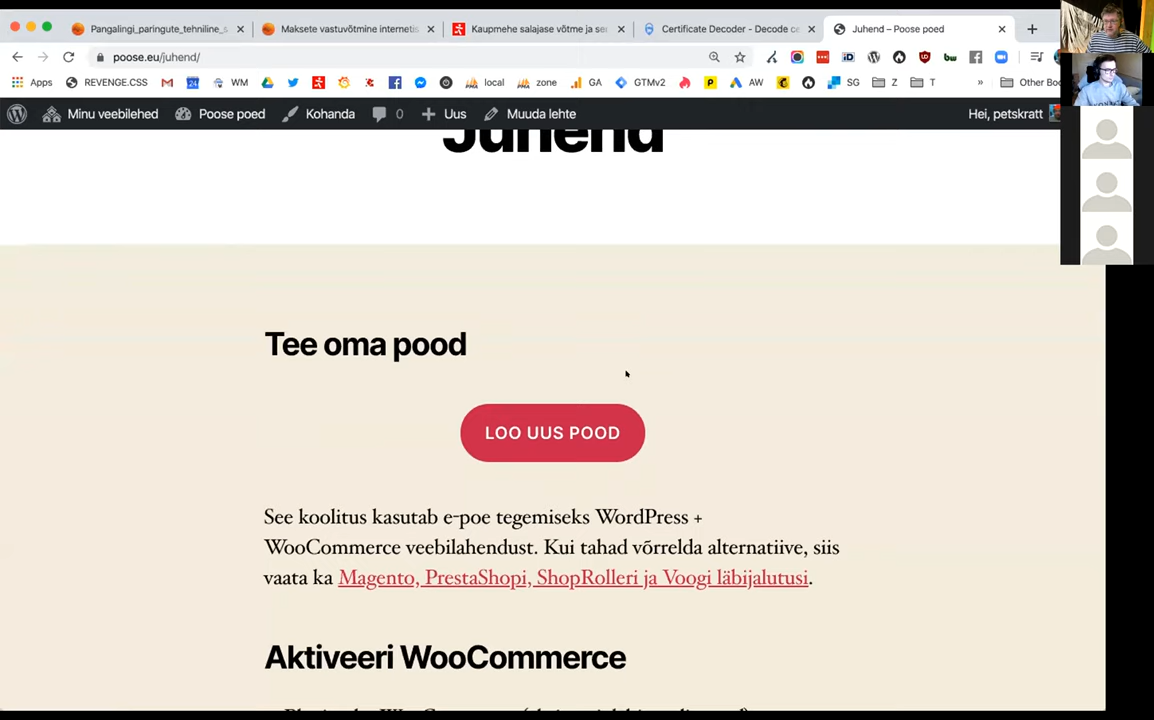 Pangalingi_paringute_tehniline_s
Maksete vastuvõtmine internetis
Kaupmehe salajase võtme ja se
Certificate Decoder - Decode ce
Juhend – Poose poed
poose.eu/juhend/
Apps
REVENGE.CSS
WM
local
zone
GA
GTMv2
AW
SG
Z
T
»
Other Bo
Minu veebilehed
Poose poed
Kohanda
0
Uus
Muuda lehte
Hei, petskratt
Juhend
Tee oma pood
LOO UUS POOD
See koolitus kasutab e-poe tegemiseks WordPress +
WooCommerce veebilahendust. Kui tahad võrrelda alternatiive, siis
vaata ka Magento, PrestaShopi, ShopRolleri ja Voogi läbijalutusi.
Aktiveeri WooCommerce